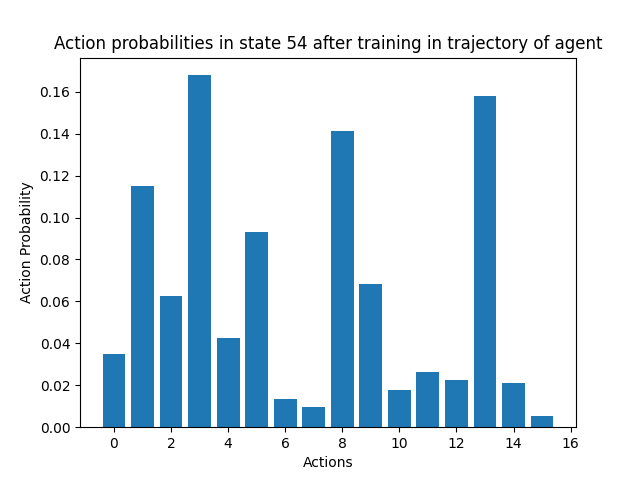 Action probabilities in state 54 after training in trajectory of agent
0.16
0.14
0.12
0.10
0.08
0.06
0.04
0.02
0.00
Action Probability
0 2 4 6 8 10 12 14 16
Actions